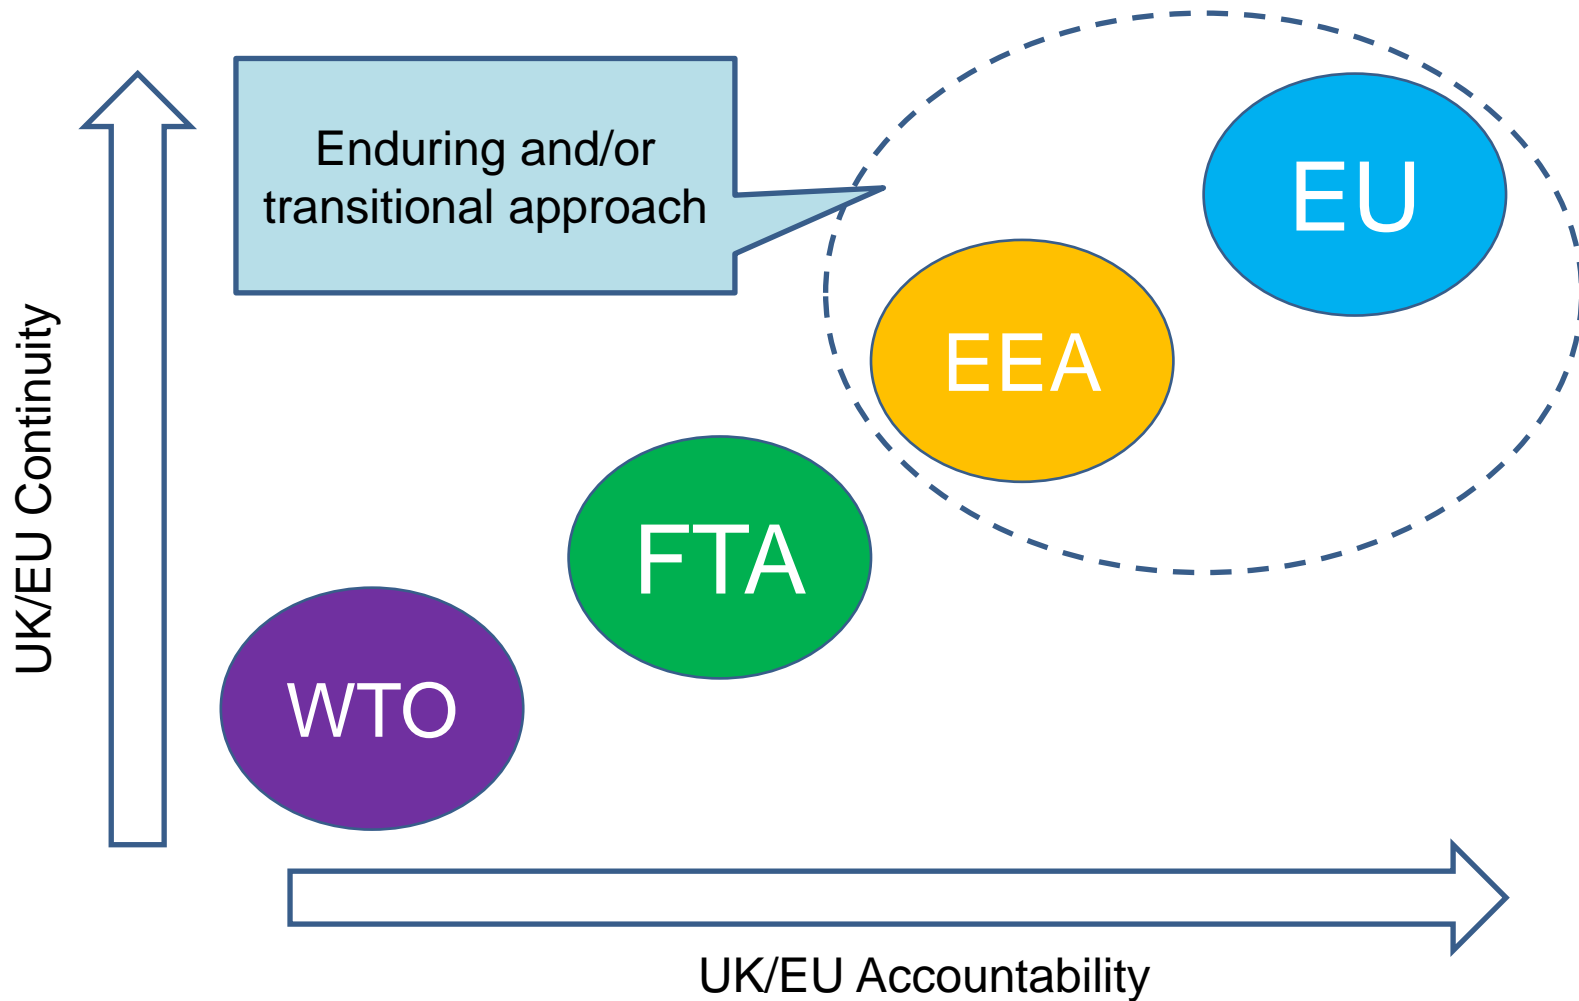 Enduring and/or
transitional approach
EU
EEA
FTA
WTO
UK/EU Continuity
UK/EU Accountability